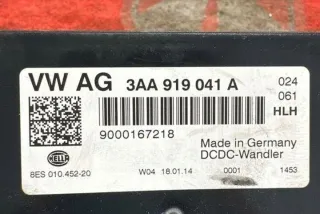 VW AG 3AA 919 041 A 024
061
HLH
9000167218
Made in Germany
DCDC-Wandler
HELLA
8ES 010.452-20 W04 18.01.14 0001 1453